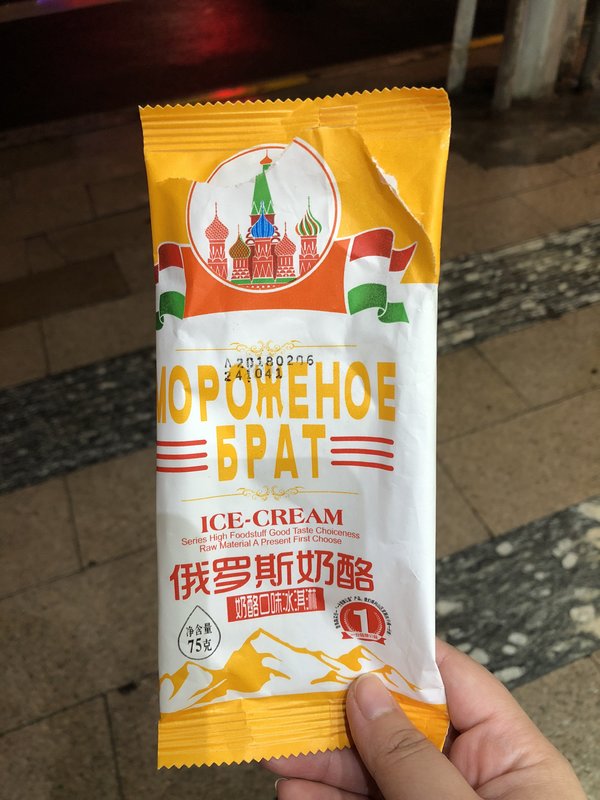 A20180206
241041
МОРОЖЕНОЕ
БРАТ
ICE-CREAM
Series High Foodstuff Good Taste Choiceness
Raw Material A Present First Choose
俄罗斯奶酪
奶酪口味冰淇淋
净含量
75克
1